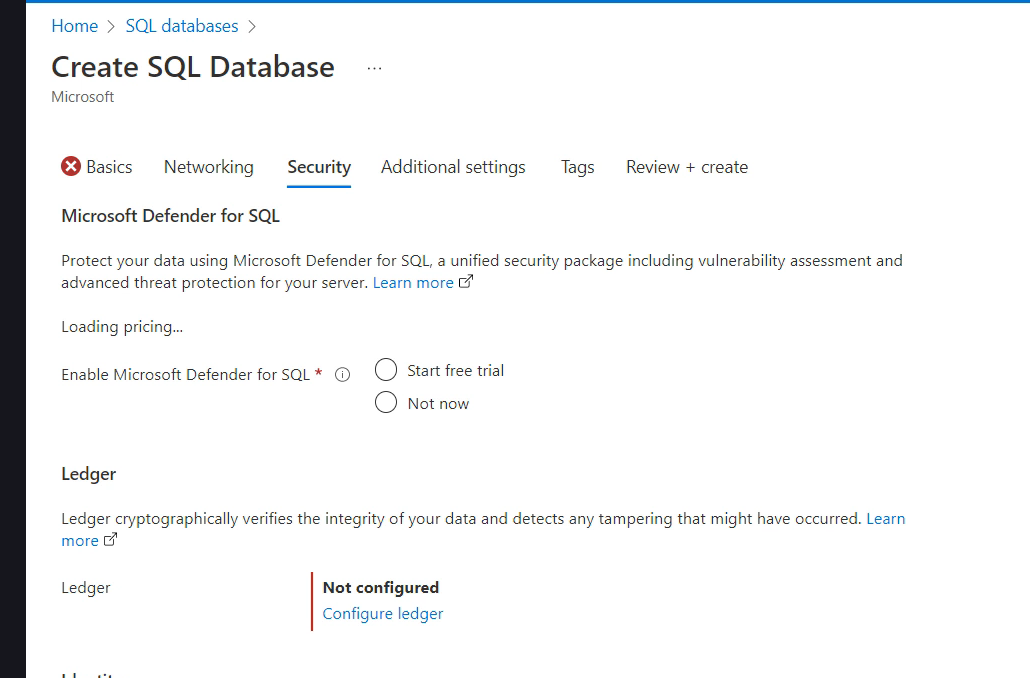 Home > SQL databases >
Create SQL Database ...
Microsoft
Basics Networking Security Additional settings Tags Review + create
Microsoft Defender for SQL
Protect your data using Microsoft Defender for SQL, a unified security package including vulnerability assessment and
advanced threat protection for your server. Learn more
Loading pricing...
Enable Microsoft Defender for SQL *
Start free trial
Not now
Ledger
Ledger cryptographically verifies the integrity of your data and detects any tampering that might have occurred. Learn
more
Ledger
Not configured
Configure ledger